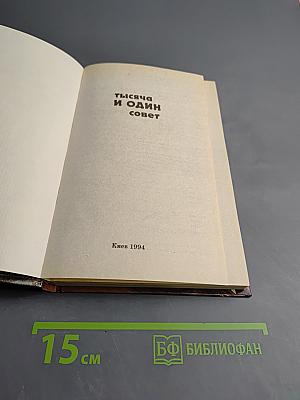 тысяча
И ОДИН
совет
Киев 1994
15 см
БФ БИБЛИОФАН